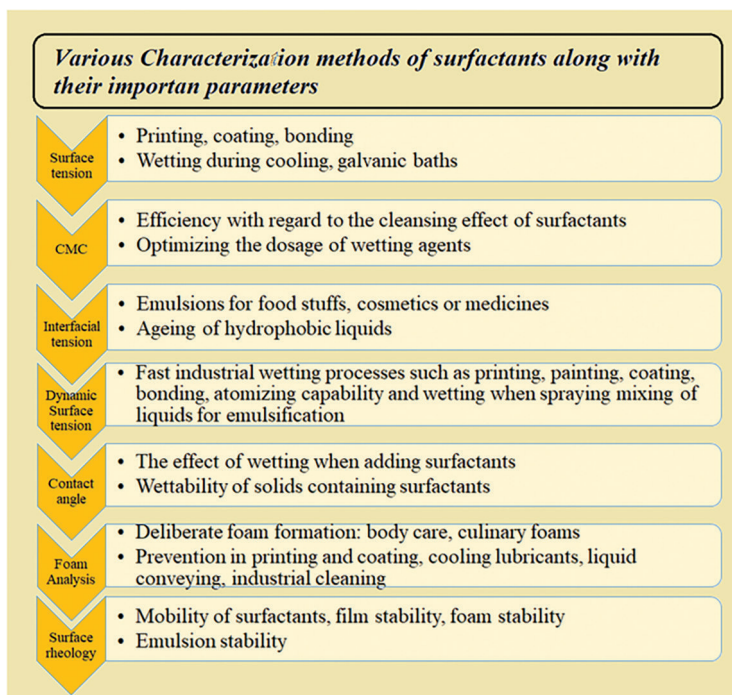 Various Characterization methods of surfactants along with
their importan parameters
Surface
tension
• Printing, coating, bonding
• Wetting during cooling, galvanic baths
CMC
• Efficiency with regard to the cleansing effect of surfactants
• Optimizing the dosage of wetting agents
Interfacial
tension
• Emulsions for food stuffs, cosmetics or medicines
• Ageing of hydrophobic liquids
Dynamic
Surface
tension
• Fast industrial wetting processes such as printing, painting, coating,
bonding, atomizing capability and wetting when spraying mixing of
liquids for emulsification
Contact
angle
• The effect of wetting when adding surfactants
• Wettability of solids containing surfactants
Foam
Analysis
• Deliberate foam formation: body care, culinary foams
• Prevention in printing and coating, cooling lubricants, liquid
conveying, industrial cleaning
Surface
rheology
• Mobility of surfactants, film stability, foam stability
• Emulsion stability